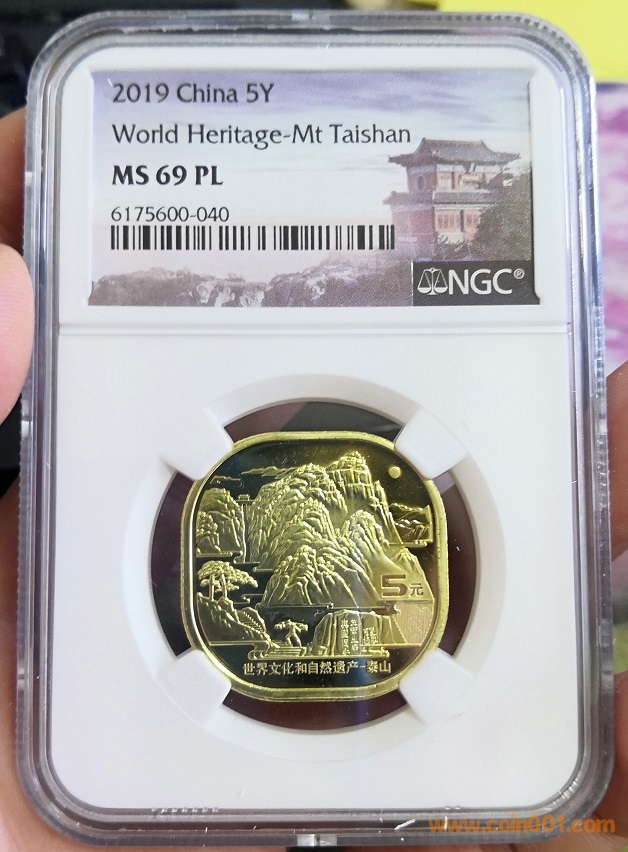 2019 China 5Y
World Heritage-Mt Taishan
MS 69 PL
6175600-040
NGC®
5元
世界文化和自然遗产-泰山
www.coin001.com